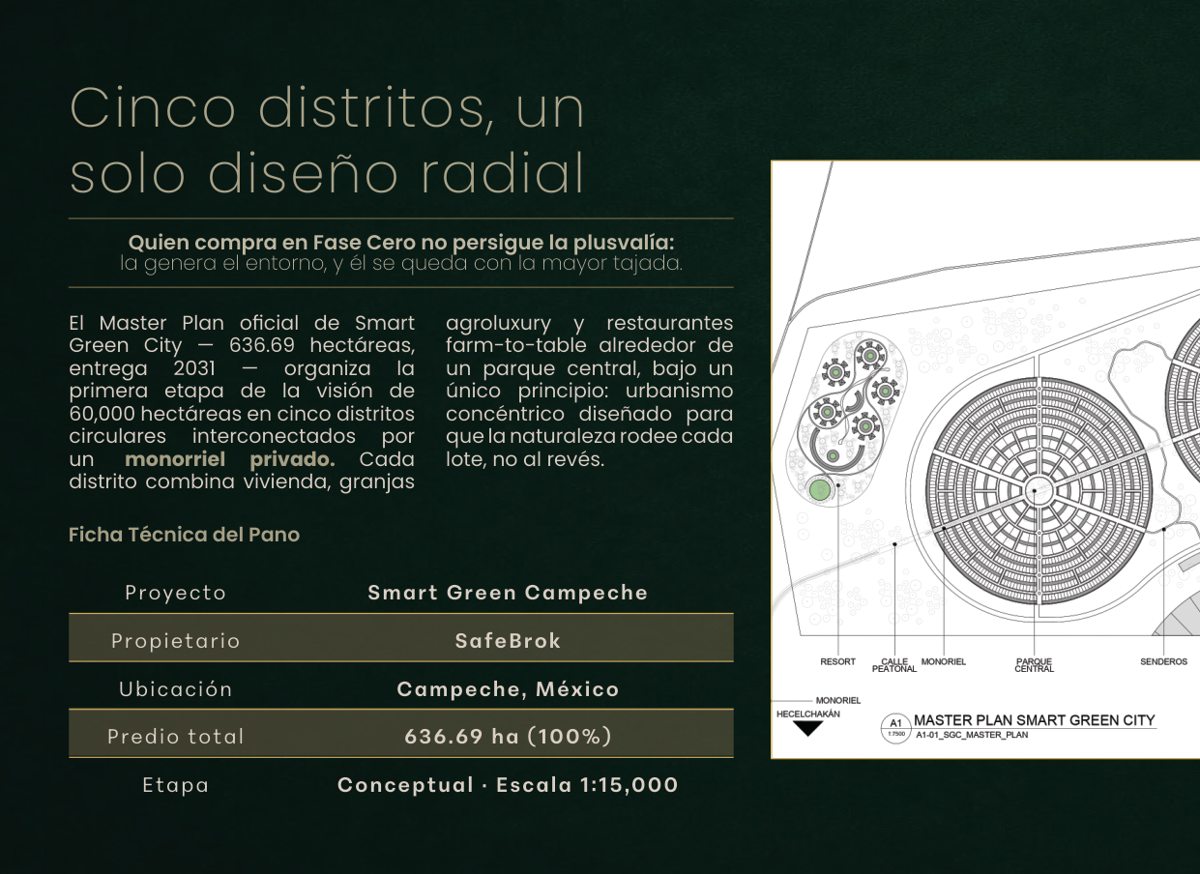 Cinco distritos, un
solo diseño radial
Quien compra en Fase Cero no persigue la plusvalía:
la genera el entorno, y él se queda con la mayor tajada.
El Master Plan oficial de Smart
Green City — 636.69 hectáreas,
entrega 2031 — organiza la
primera etapa de la visión de
60,000 hectáreas en cinco distritos
circulares interconectados por
un monorriel privado. Cada
distrito combina vivienda, granjas
agroluxury y restaurantes
farm-to-table alrededor de
un parque central, bajo un
único principio: urbanismo
concéntrico diseñado para
que la naturaleza rodee cada
lote, no al revés.
Ficha Técnica del Pano
Proyecto Smart Green Campeche
Propietario SafeBrok
Ubicación Campeche, México
Predio total 636.69 ha (100%)
Etapa Conceptual · Escala 1:15,000
RESORT
CALLE
PEATONAL
MONORIEL
PARQUE
CENTRAL
SENDEROS
MONORIEL
HECELCHAKÁN
A1
1:7500
MASTER PLAN SMART GREEN CITY
A1-01_SGC_MASTER_PLAN